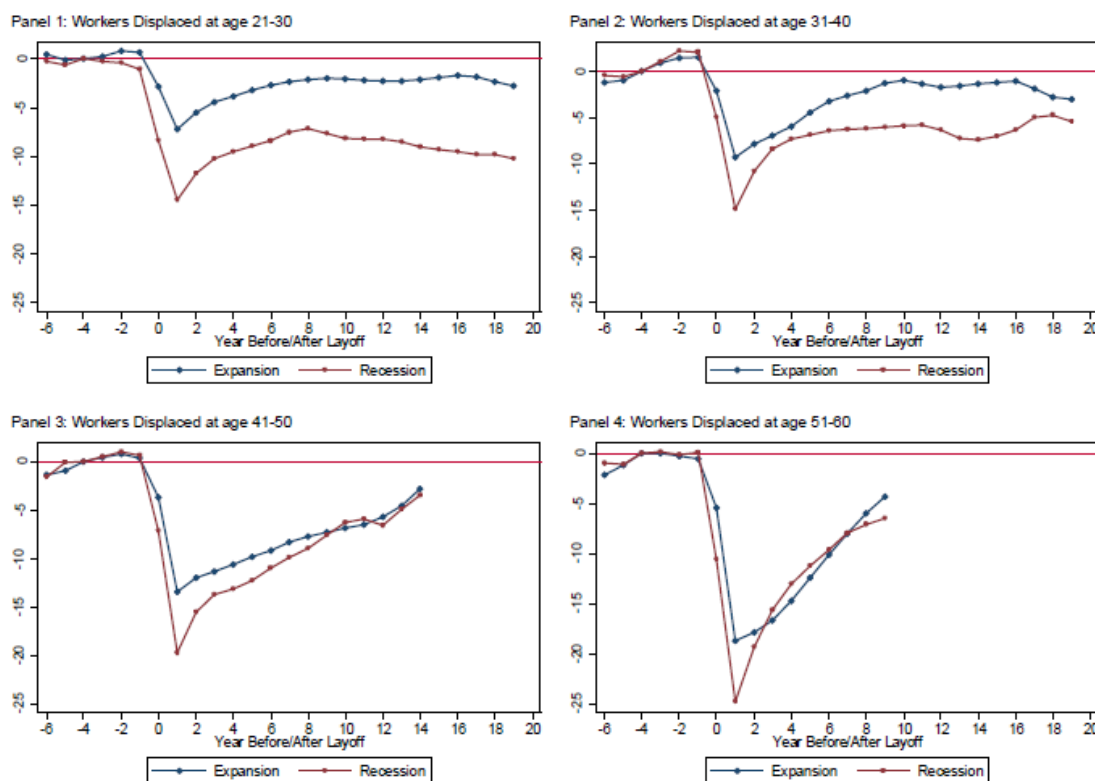 Panel 1: Workers Displaced at age 21-30
0
-5
-10
-15
-20
-25
-6 -4 -2 0 2 4 6 8 10 12 14 16 18 20
Year Before/After Layoff
Expansion Recession
Panel 2: Workers Displaced at age 31-40
0
-5
-10
-15
-20
-25
-6 -4 -2 0 2 4 6 8 10 12 14 16 18 20
Year Before/After Layoff
Expansion Recession
Panel 3: Workers Displaced at age 41-50
0
-5
-10
-15
-20
-25
-6 -4 -2 0 2 4 6 8 10 12 14 16 18 20
Year Before/After Layoff
Expansion Recession
Panel 4: Workers Displaced at age 51-60
0
-5
-10
-15
-20
-25
-6 -4 -2 0 2 4 6 8 10 12 14 16 18 20
Year Before/After Layoff
Expansion Recession